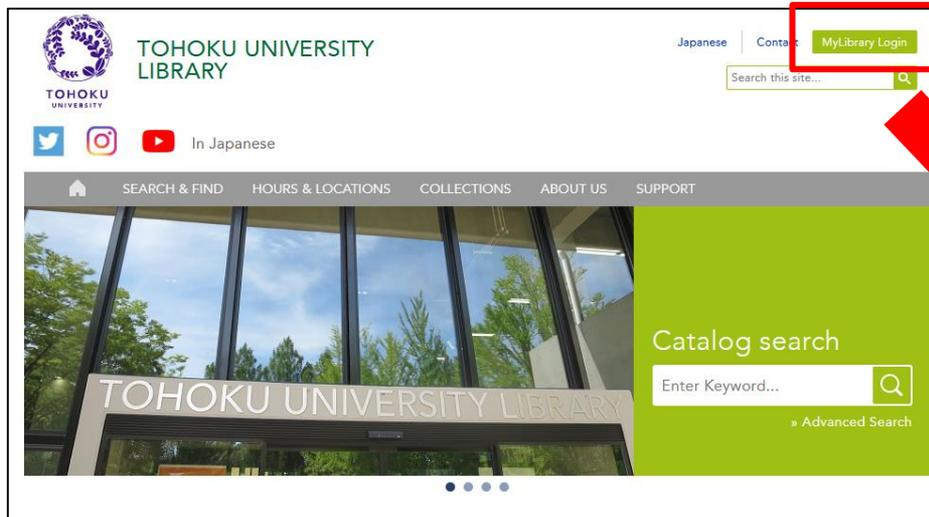 TOHOKU UNIVERSITY
LIBRARY
TOHOKU
UNIVERSITY
Japanese
Contact
MyLibrary Login
Search this site...
In Japanese
SEARCH & FIND
HOURS & LOCATIONS
COLLECTIONS
ABOUT US
SUPPORT
TOHOKU UNIVERSITY LIBRARY
Catalog search
Enter Keyword...
» Advanced Search